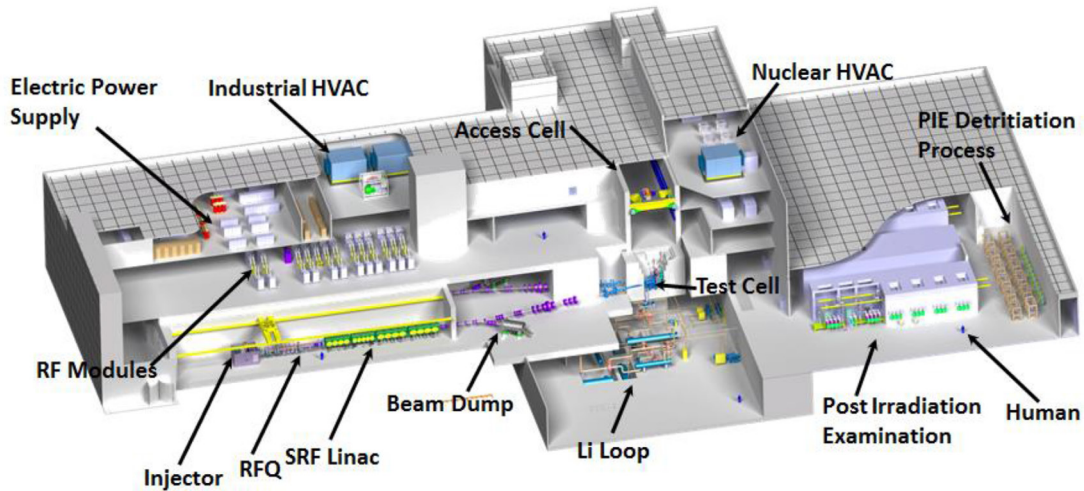 Electric Power
Supply
Industrial HVAC
Nuclear HVAC
Access Cell
PIE Detritiation
Process
Test Cell
RF Modules
Beam Dump
Injector
RFQ
SRF Linac
Li Loop
Post Irradiation
Examination
Human